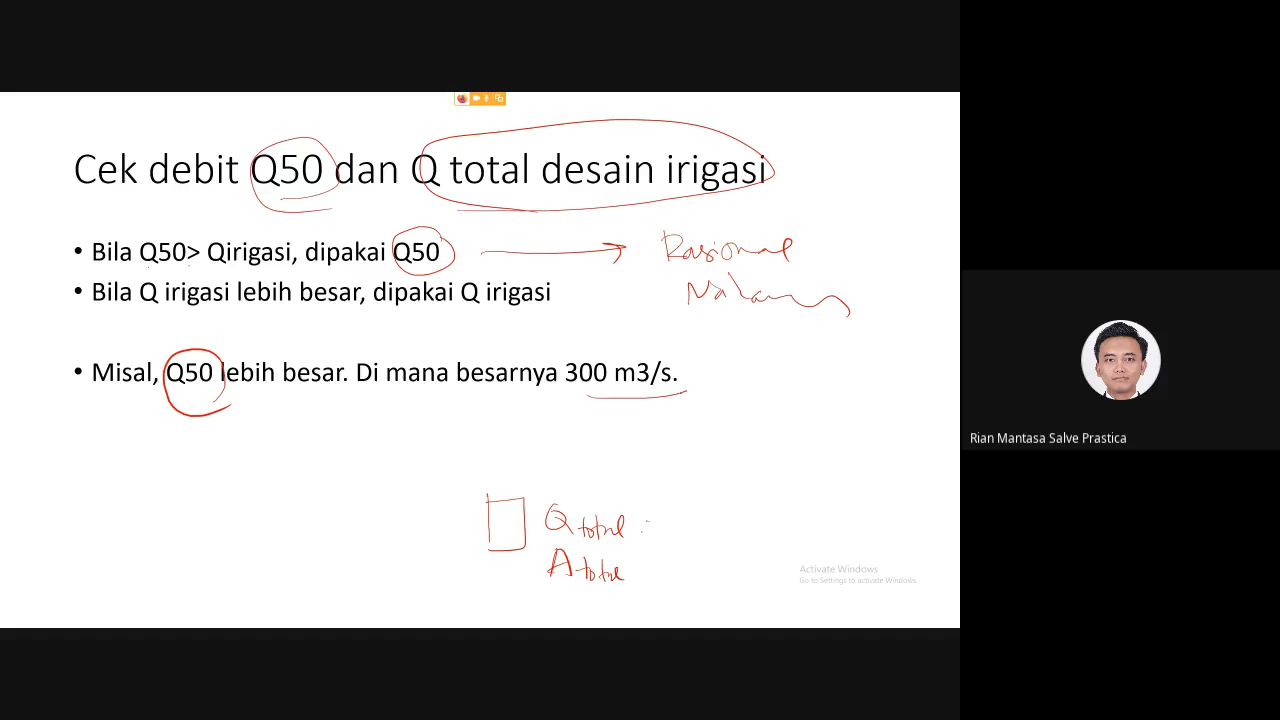 Cek debit Q50 dan Q total desain irigasi
• Bila Q50> Qirigasi, dipakai Q50
Rasional
• Bila Q irigasi lebih besar, dipakai Q irigasi
• Misal, Q50 lebih besar. Di mana besarnya 300 m3/s.
Q total :
A total
Activate Windows
Go to Settings to activate Windows.
Rian Mantasa Salve Prastica